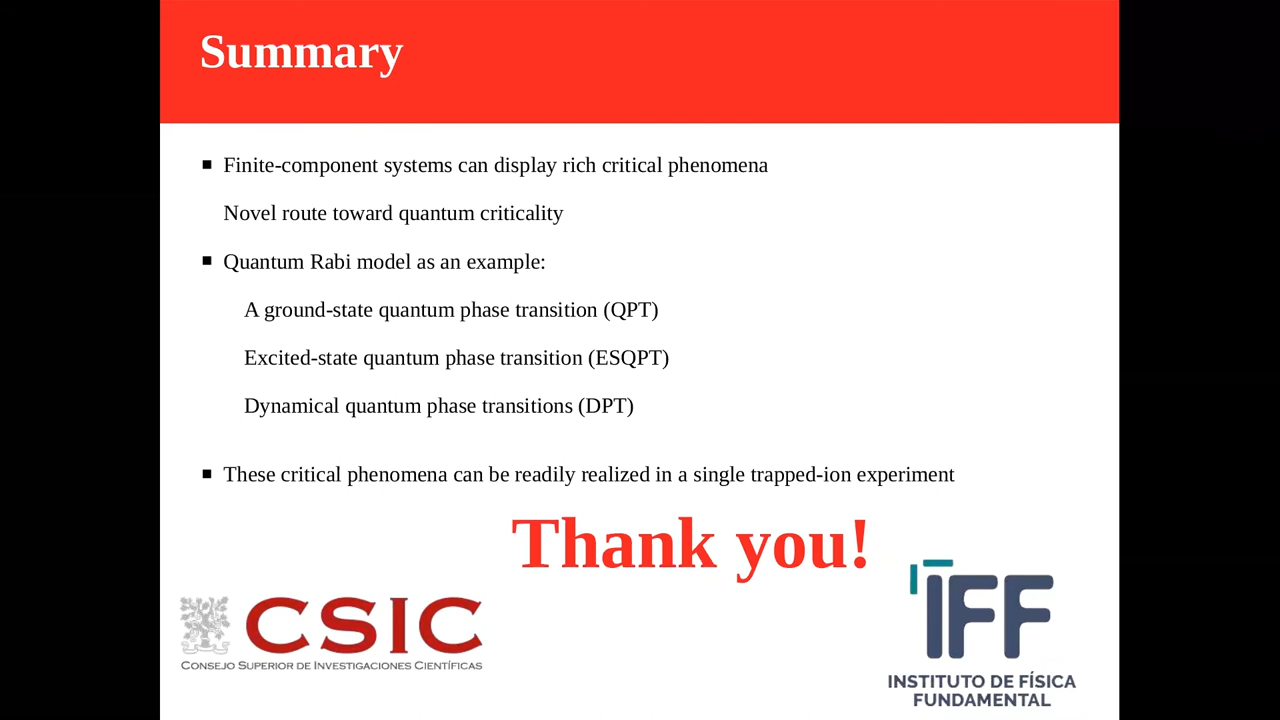 Summary
Finite-component systems can display rich critical phenomena
Novel route toward quantum criticality
Quantum Rabi model as an example:
A ground-state quantum phase transition (QPT)
Excited-state quantum phase transition (ESQPT)
Dynamical quantum phase transitions (DPT)
These critical phenomena can be readily realized in a single trapped-ion experiment
Thank you!
CSIC
CONSEJO SUPERIOR DE INVESTIGACIONES CIENTÍFICAS
IFF
INSTITUTO DE FÍSICA
FUNDAMENTAL